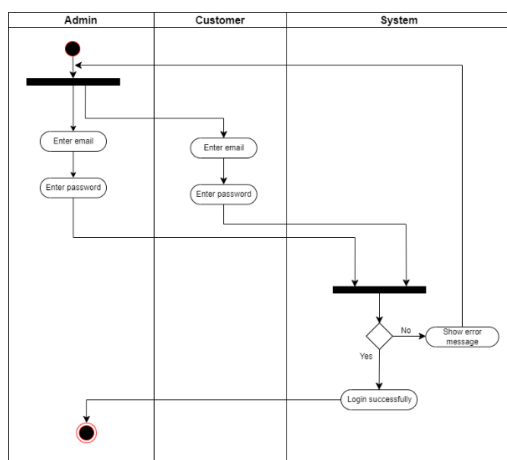 Admin
Customer
System
Enter email
Enter email
Enter password
Enter password
No
Show error
message
Yes
Login successfully